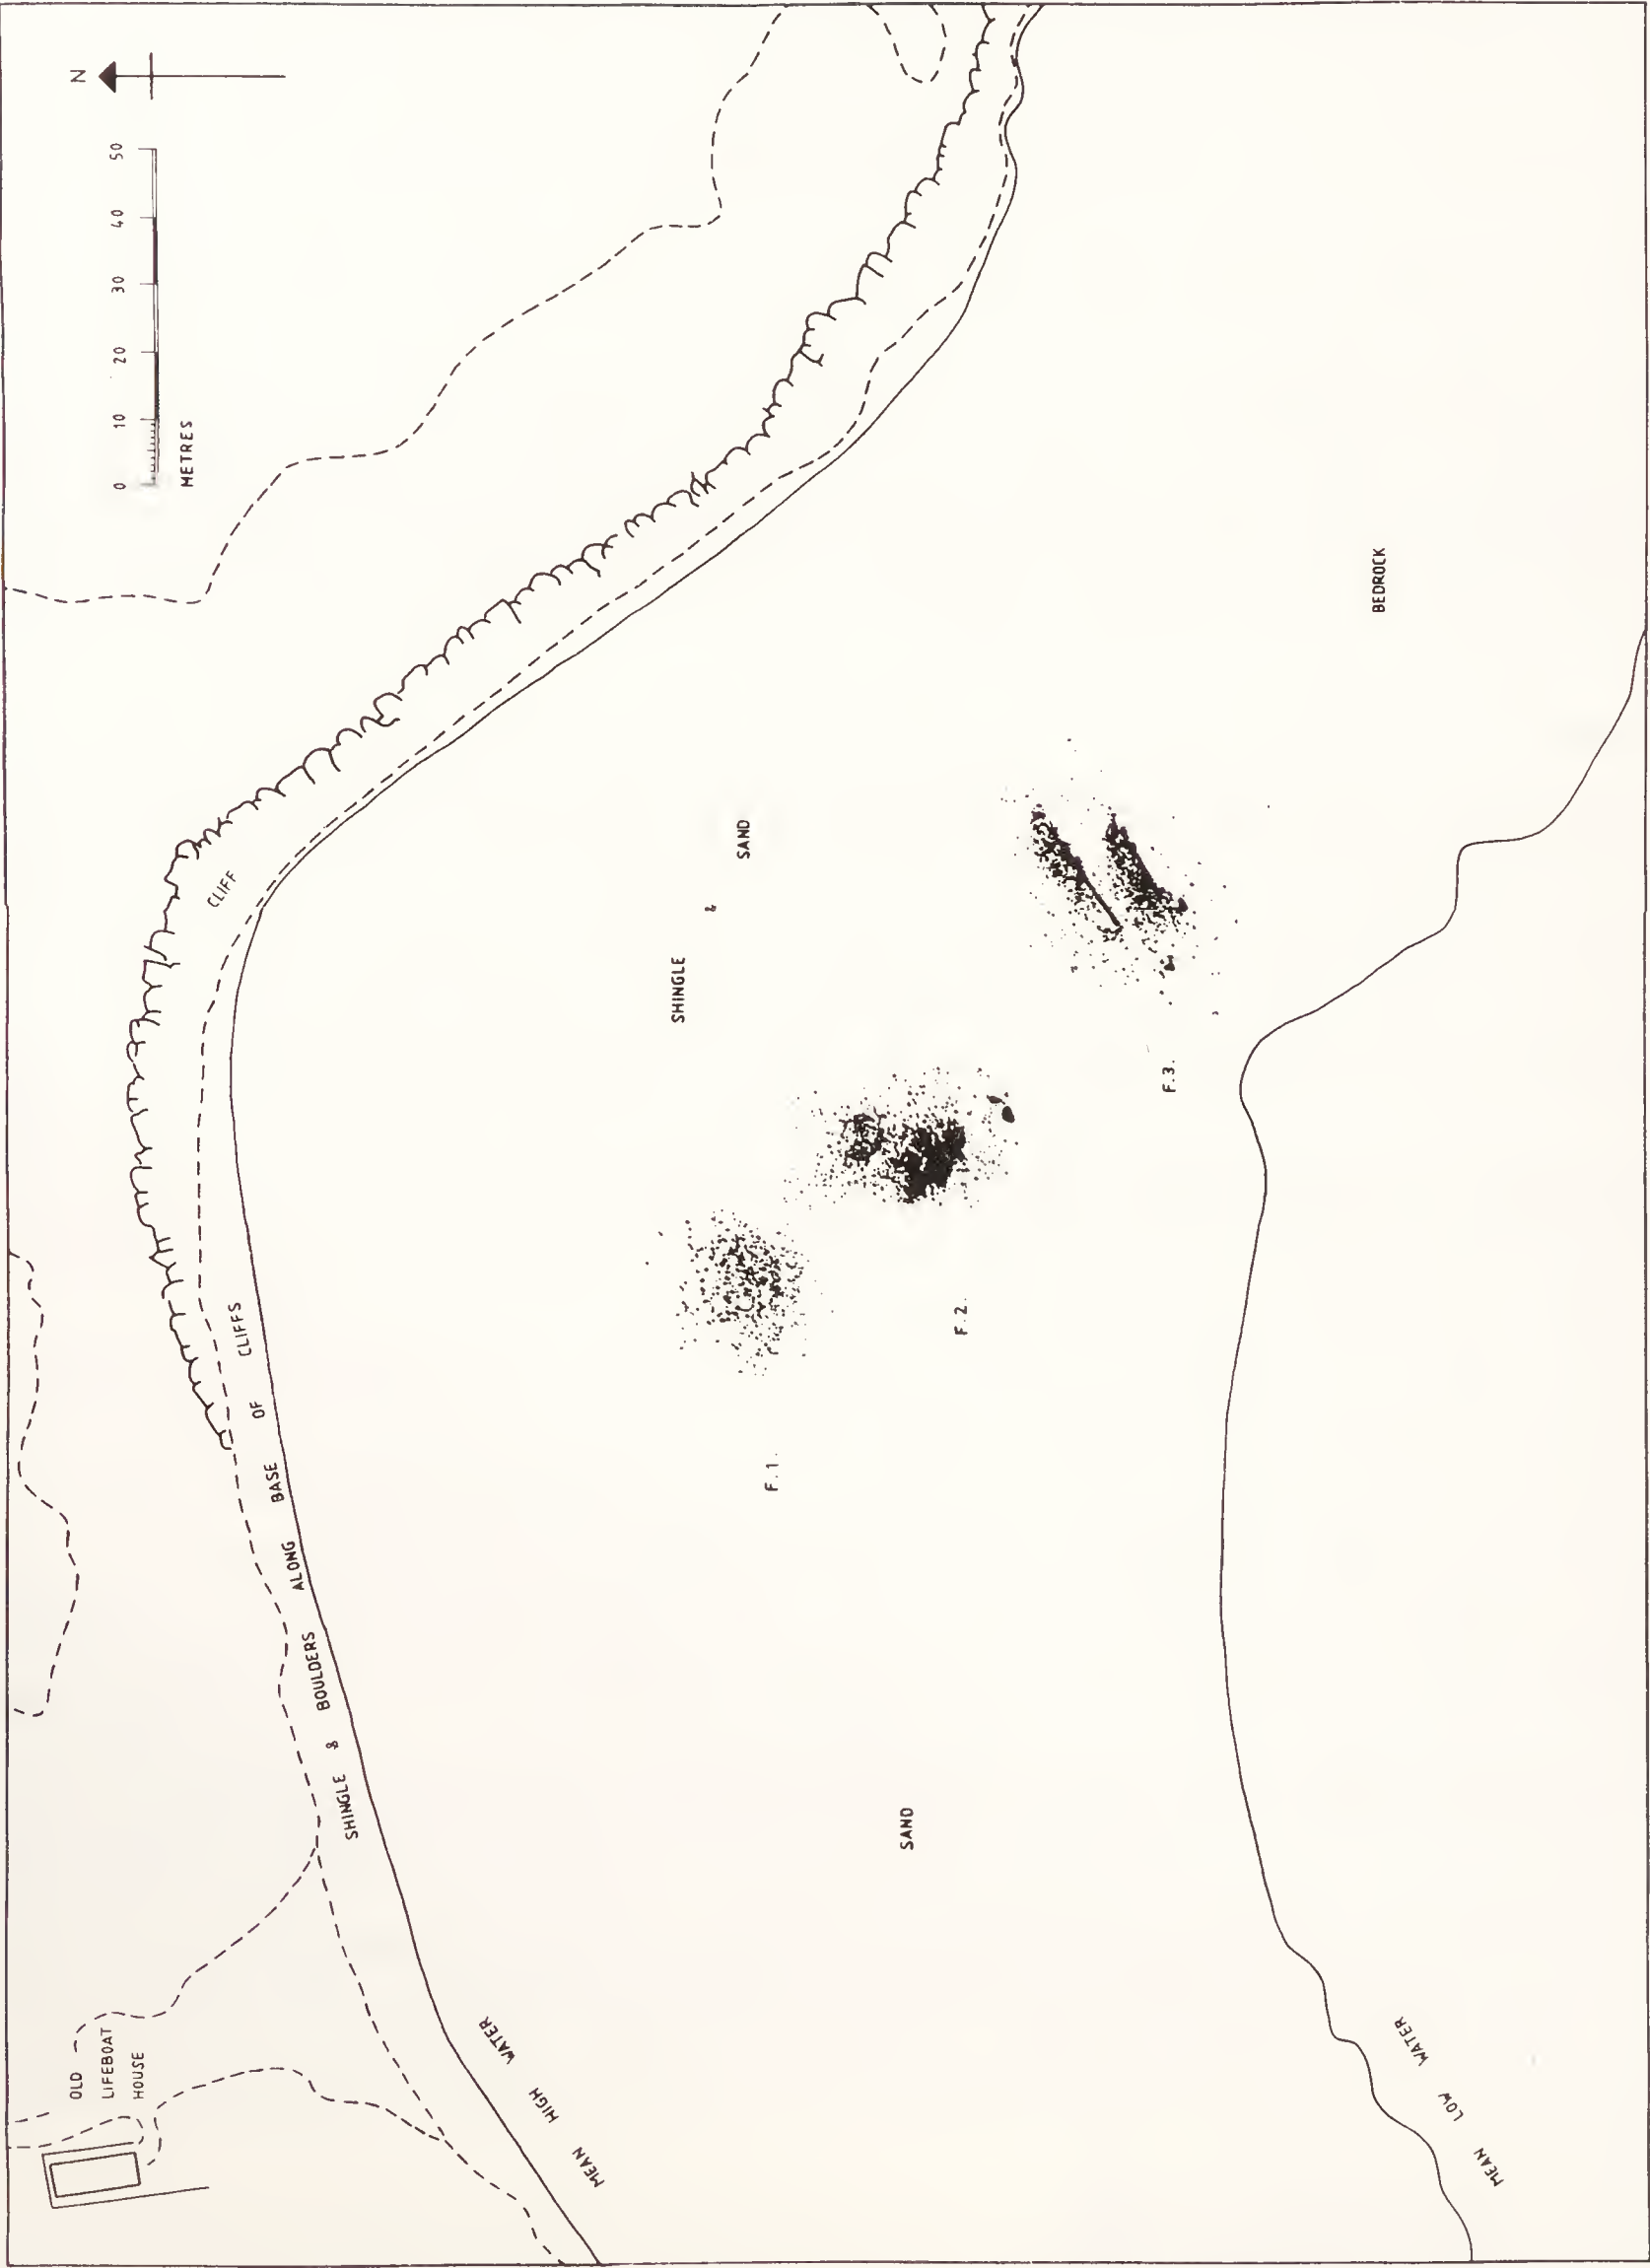 N
0 10 20 30 40 50
METRES
OLD
LIFEBOAT
HOUSE
CLIFF
SHINGLE & BOULDERS ALONG BASE OF CLIFFS
MEAN HIGH WATER
SHINGLE & SAND
SAND
F.1.
F.2.
F.3.
BEDROCK
MEAN LOW WATER